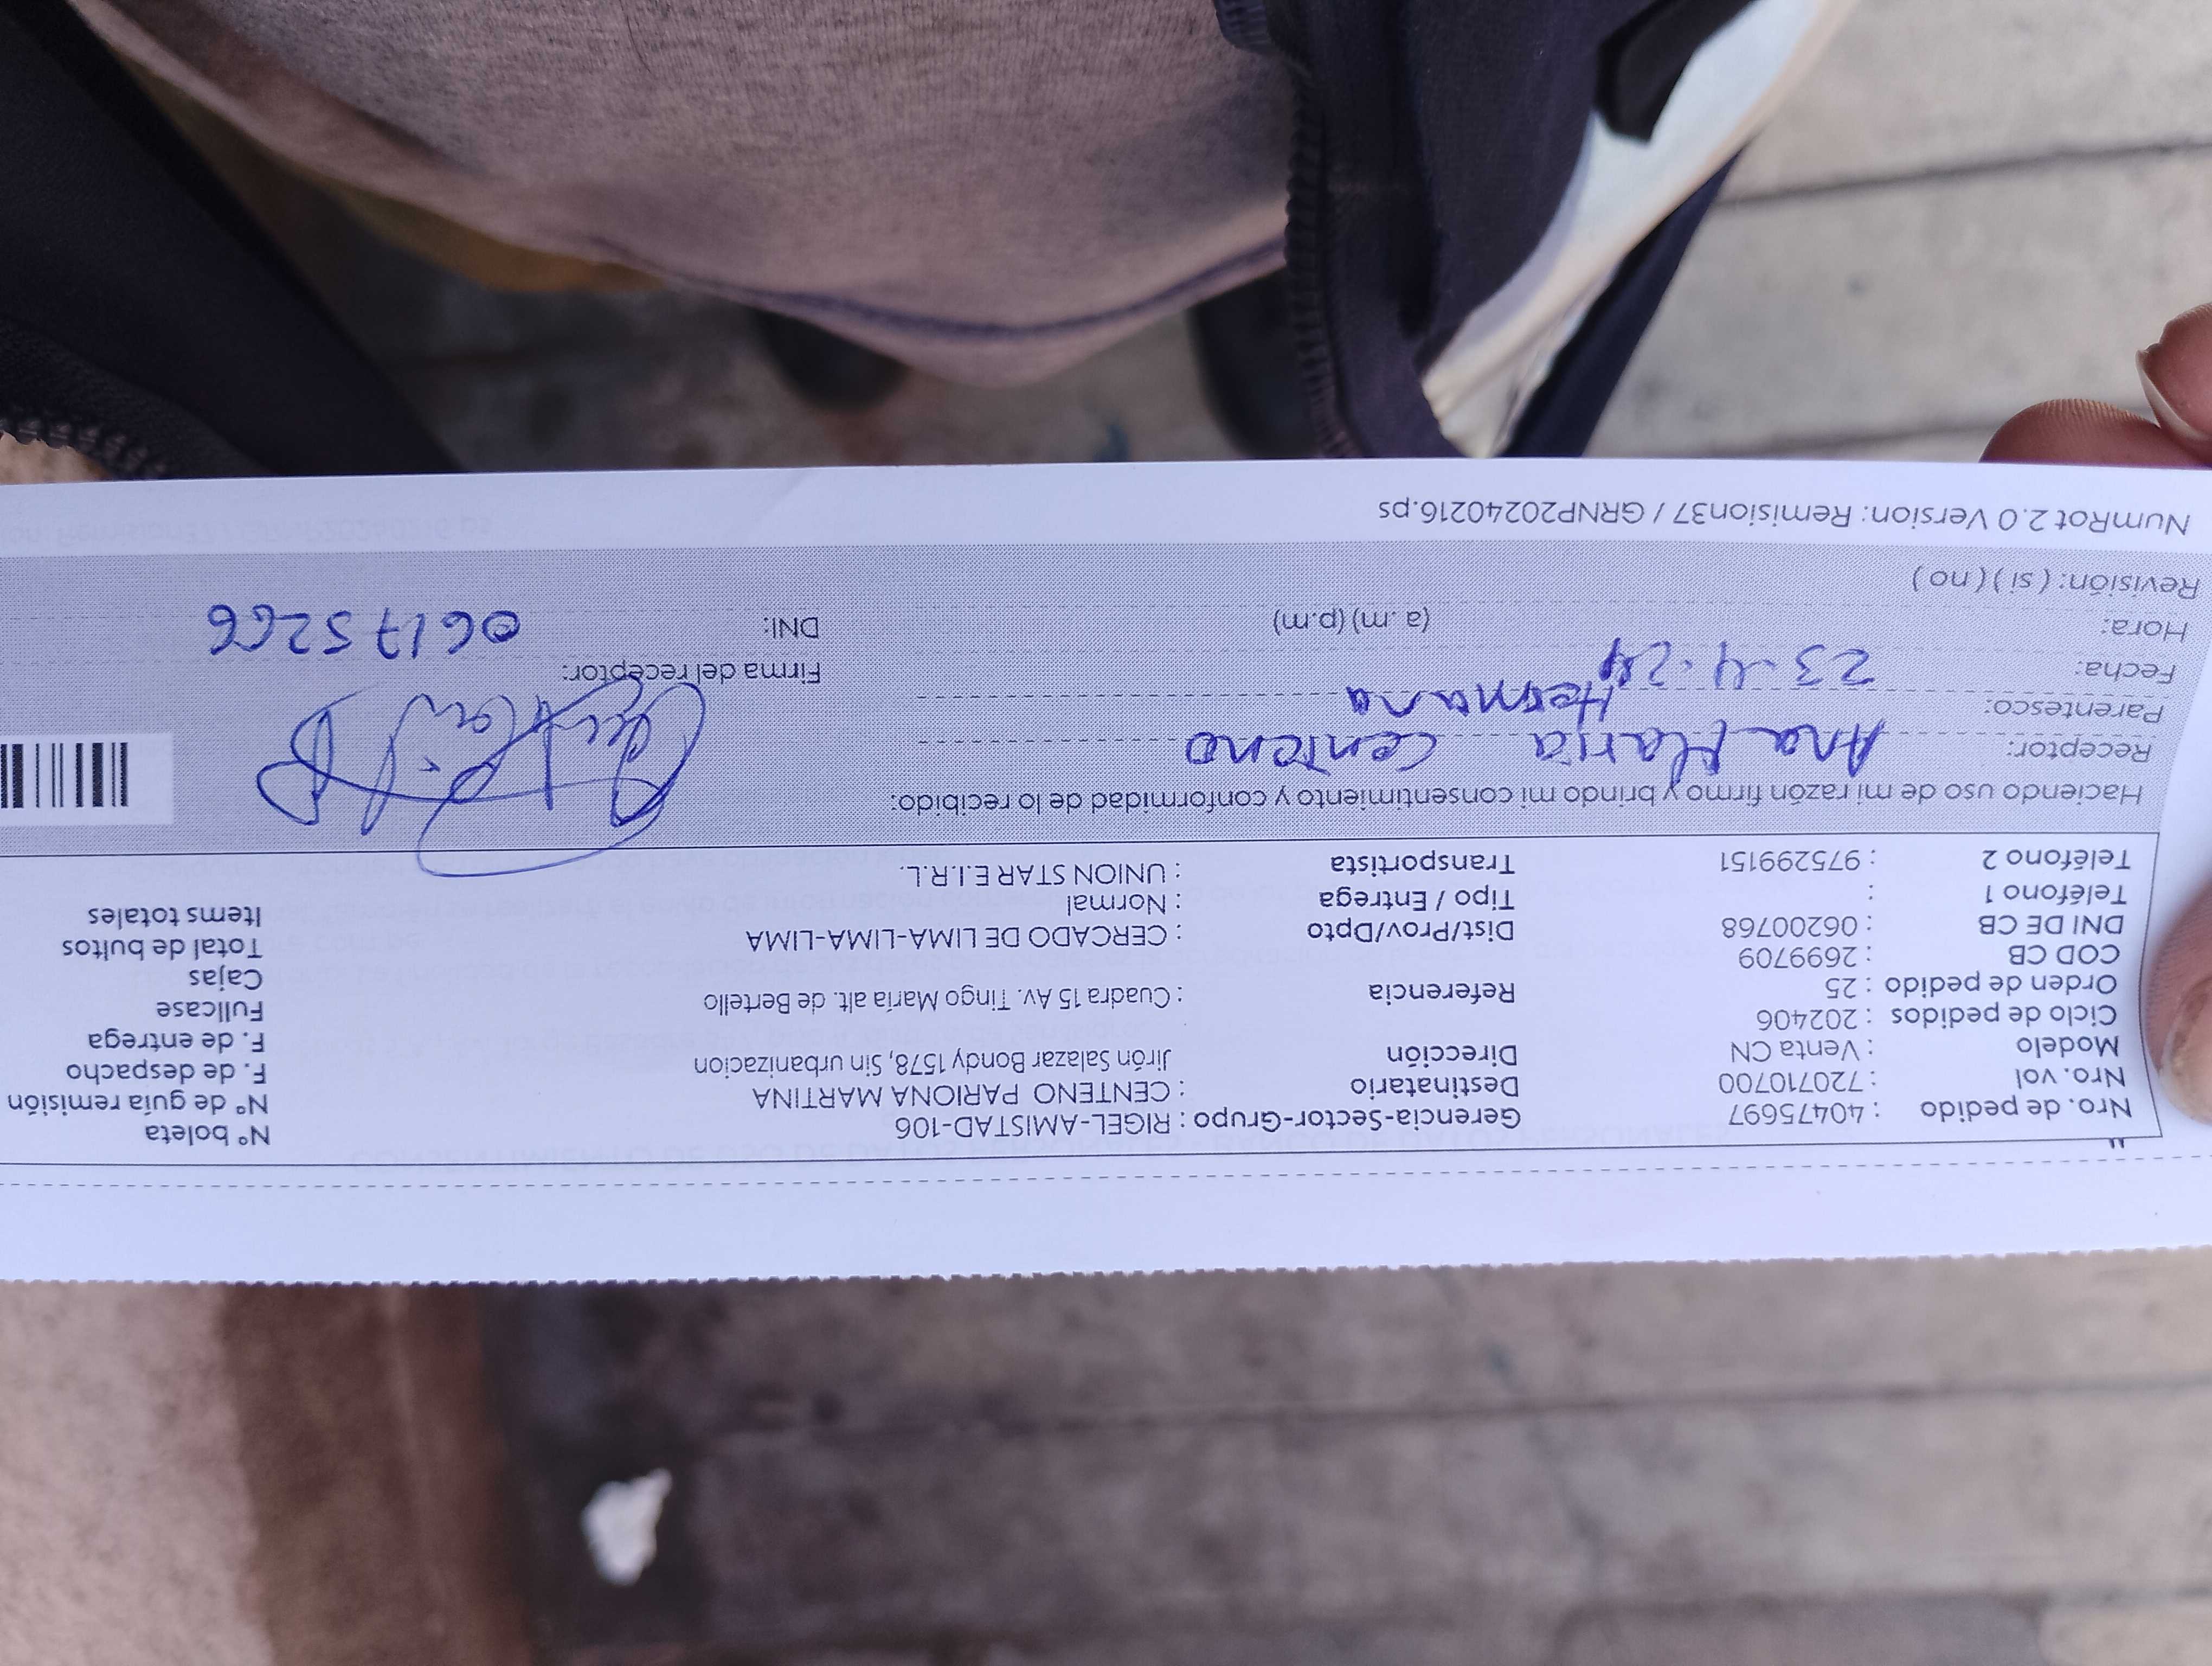 Nro. de pedido : 40475697 Gerencia-Sector-Grupo : RIGEL-AMISTAD-106 N° boleta
Nro. vol : 720710700 Destinatario : CENTENO PARIONA MARTINA N° de guía remisión
Modelo : Venta CN Dirección Jirón Salazar Bondy 1578, Sin urbanizacion F. de despacho
Ciclo de pedidos : 202406 F. de entrega
Orden de pedido : 25 Referencia : Cuadra 15 Av. Tingo María alt. de Bertello Fullcase
COD CB : 2699709 Cajas
DNI DE CB : 06200768 Dist/Prov/Dpto : CERCADO DE LIMA-LIMA-LIMA Total de bultos
Teléfono 1 : Tipo / Entrega : Normal Items totales
Teléfono 2 : 975299151 Transportista : UNION STAR E.I.R.L.
Haciendo uso de mi razón firmo y brindo mi consentimiento y conformidad de lo recibido:
Receptor: Ana Maria Centeno
Parentesco: Hermana
Fecha: 23-4-24 Firma del receptor:
Hora: (a.m) (p.m) DNI: 06175266
Revisión: ( si ) ( no )
NumRot 2.0 Version: Remision37 / GRNP20240216.ps